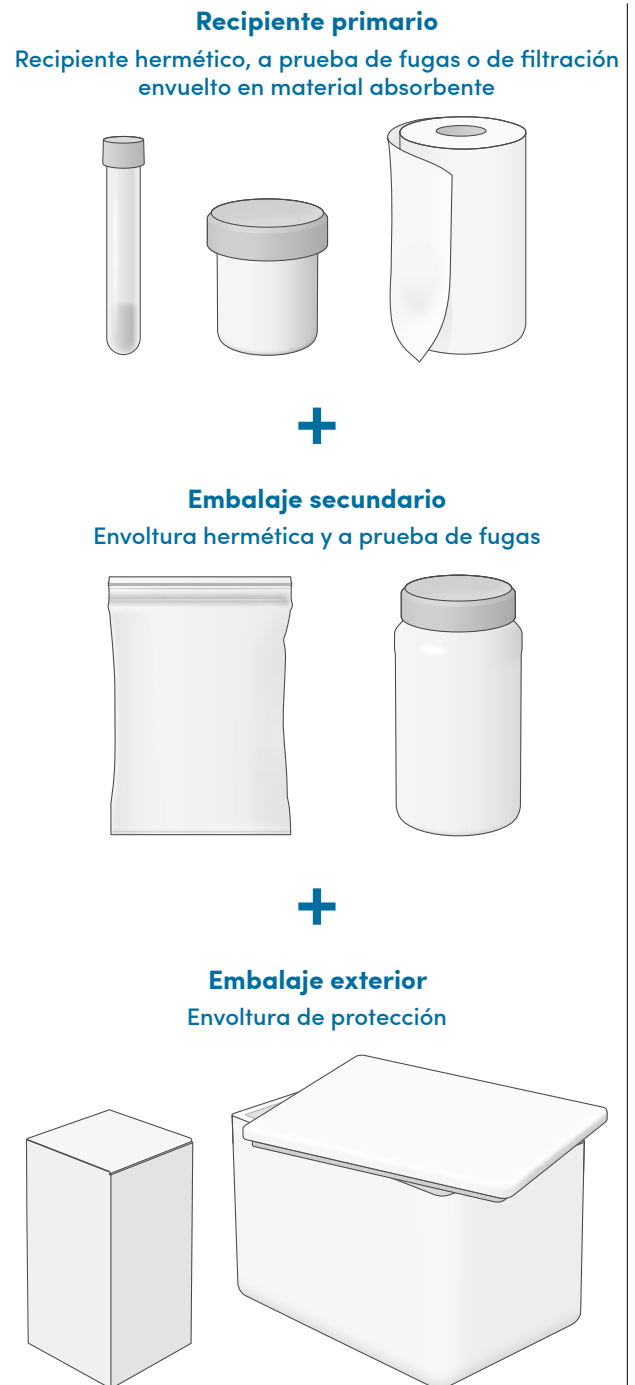 Recipiente primario
Recipiente hermético, a prueba de fugas o de filtración
envuelto en material absorbente
+
Embalaje secundario
Envoltura hermética y a prueba de fugas
+
Embalaje exterior
Envoltura de protección